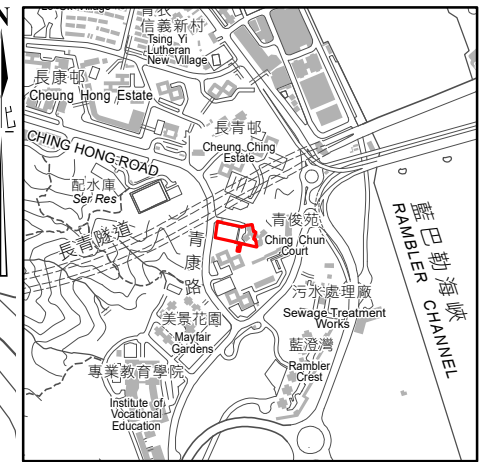 N
北
青衣
信義新村
Tsing Yi
Lutheran
New Village
長康邨
Cheung Hong Estate
長青邨
Cheung Ching
Estate
CHING HONG ROAD
配水庫
Ser Res
長青隧道
青康路
青俊苑
Ching Chun
Court
藍巴勒海峽
RAMBLER CHANNEL
污水處理廠
Sewage Treatment
Works
美景花園
Mayfair
Gardens
藍澄灣
Rambler
Crest
專業教育學院
Institute of
Vocational
Education